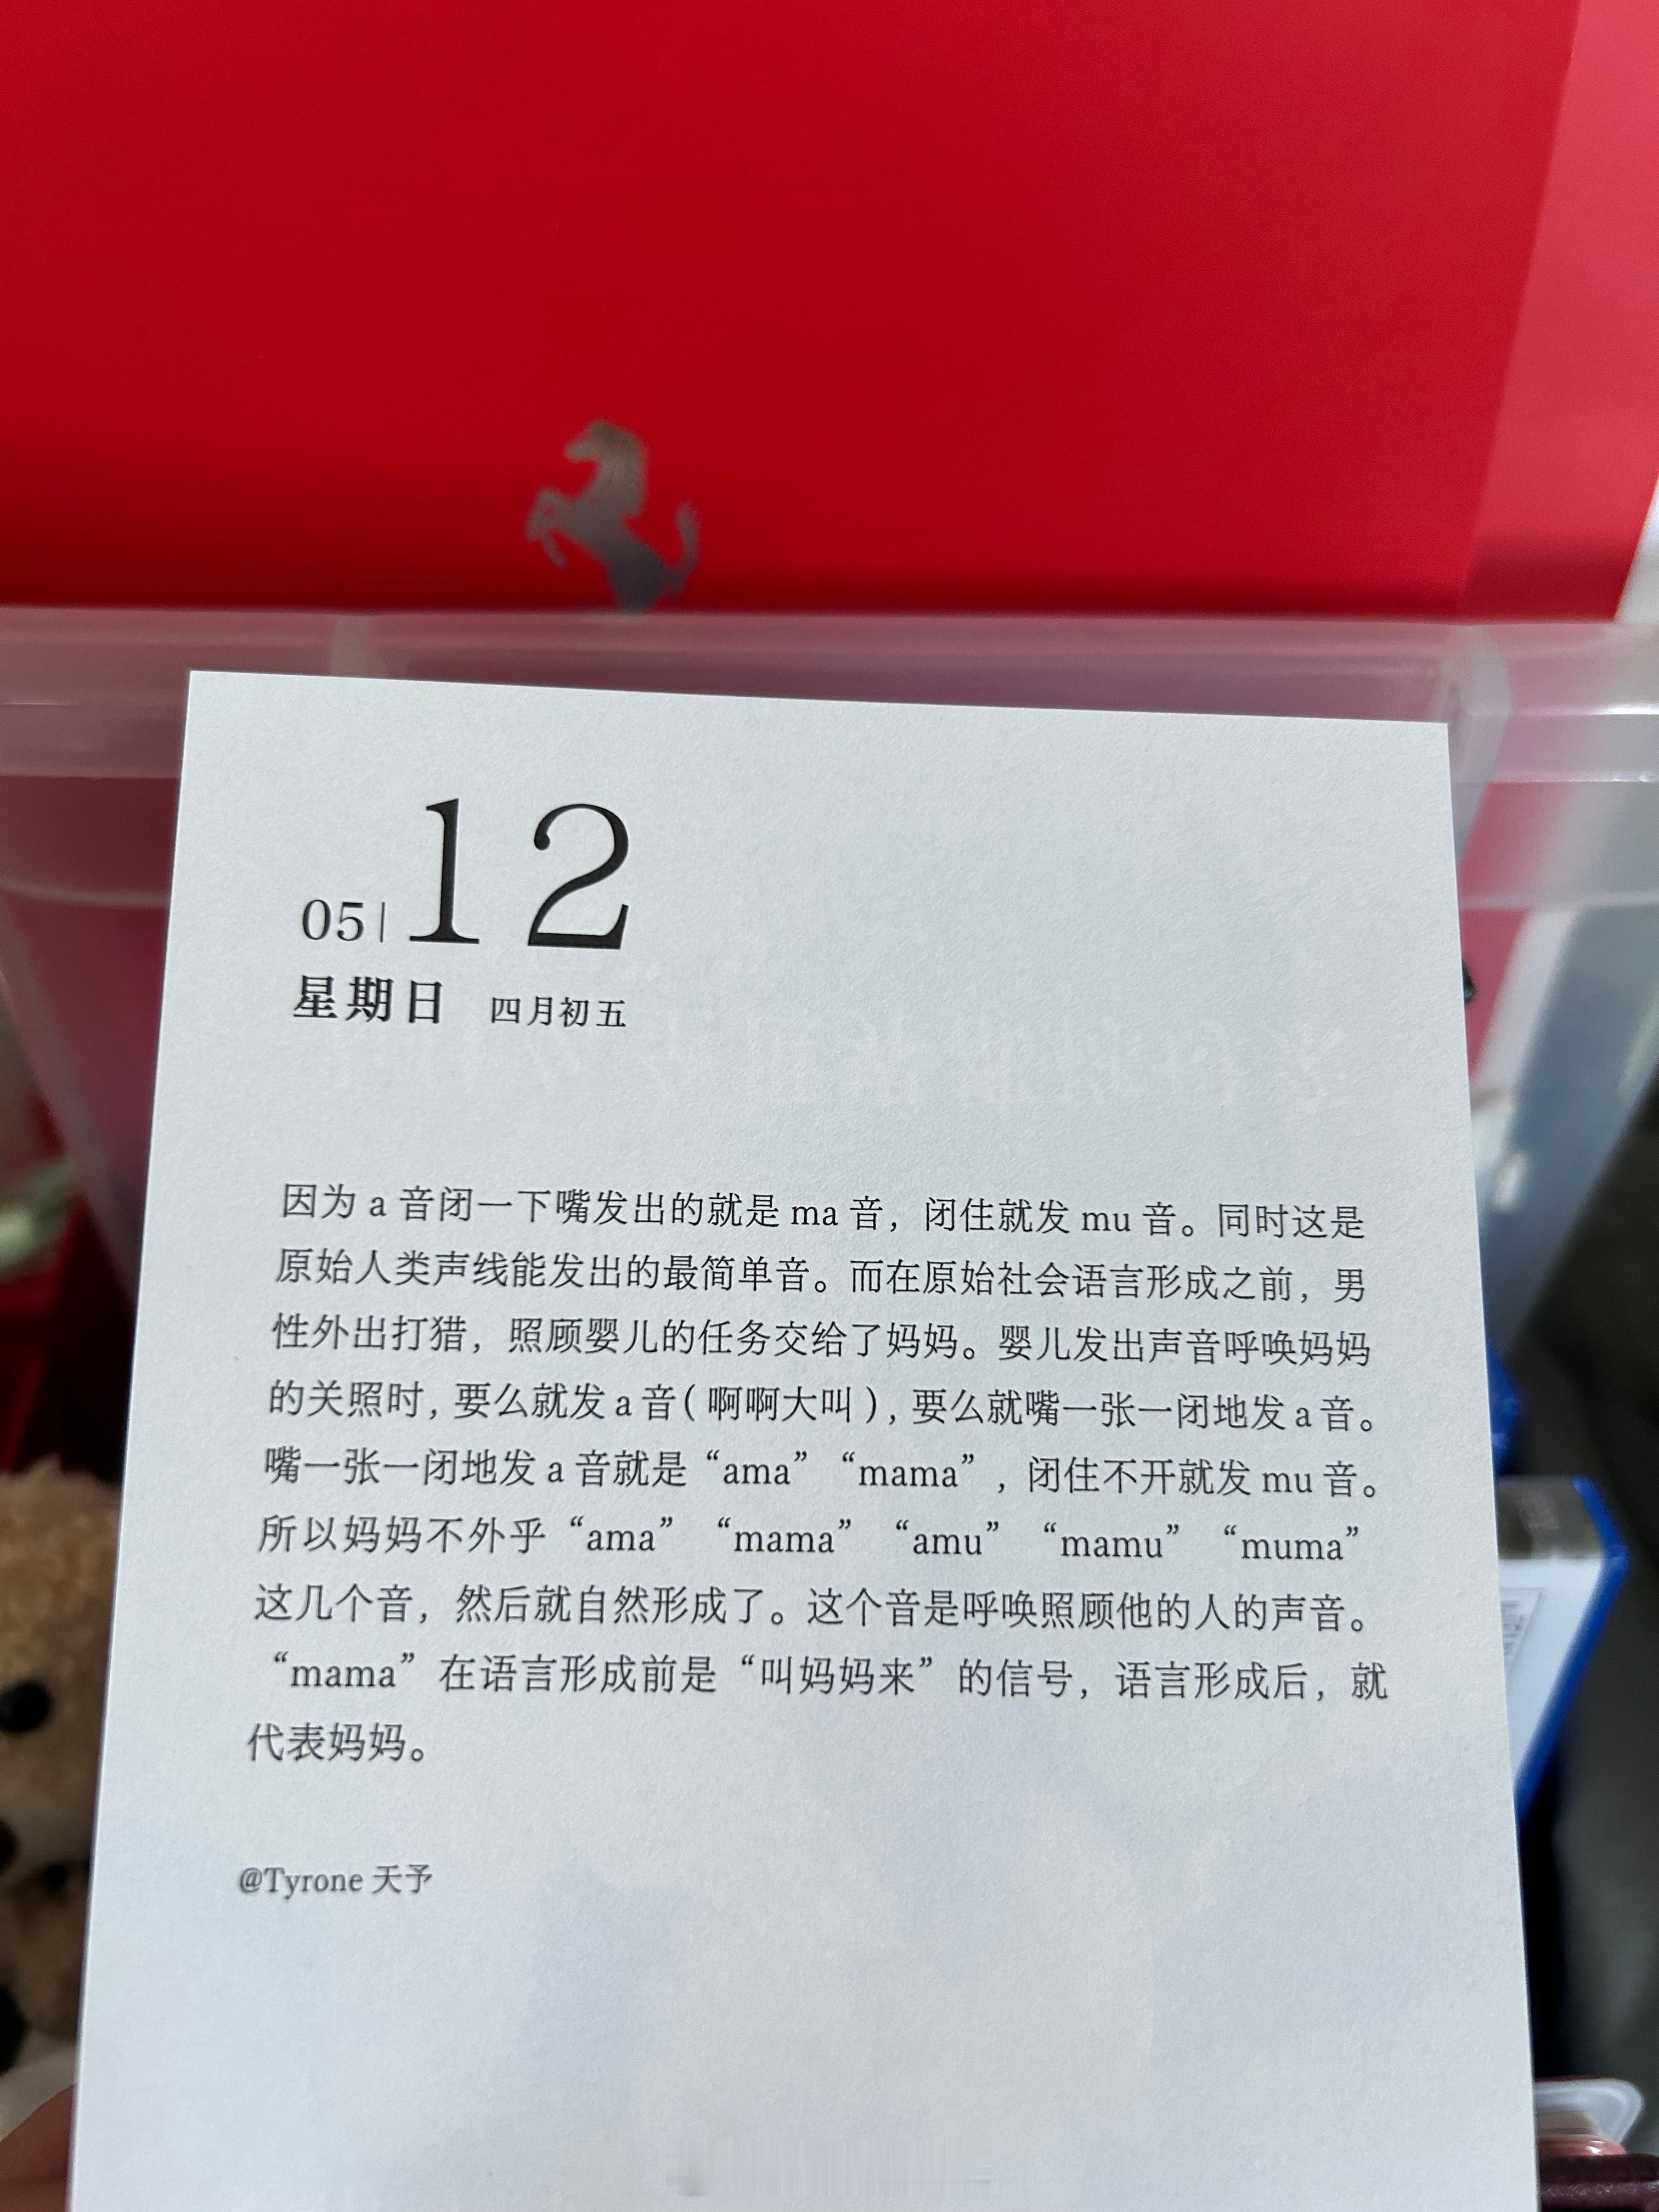 05|12
星期日 四月初五
因为 a 音闭一下嘴发出的就是 ma 音，闭住就发 mu 音。同时这是
原始人类声线能发出的最简单音。而在原始社会语言形成之前，男
性外出打猎，照顾婴儿的任务交给了妈妈。婴儿发出声音呼唤妈妈
的关照时，要么就发 a 音（啊啊大叫），要么就嘴一张一闭地发 a 音。
嘴一张一闭地发 a 音就是“ama”“mama”，闭住不开就发 mu 音。
所以妈妈不外乎“ama”“mama”“amu”“mamu”“muma”
这几个音，然后就自然形成了。这个音是呼唤照顾他的人的声音。
“mama”在语言形成前是“叫妈妈来”的信号，语言形成后，就
代表妈妈。
@Tyrone 天予